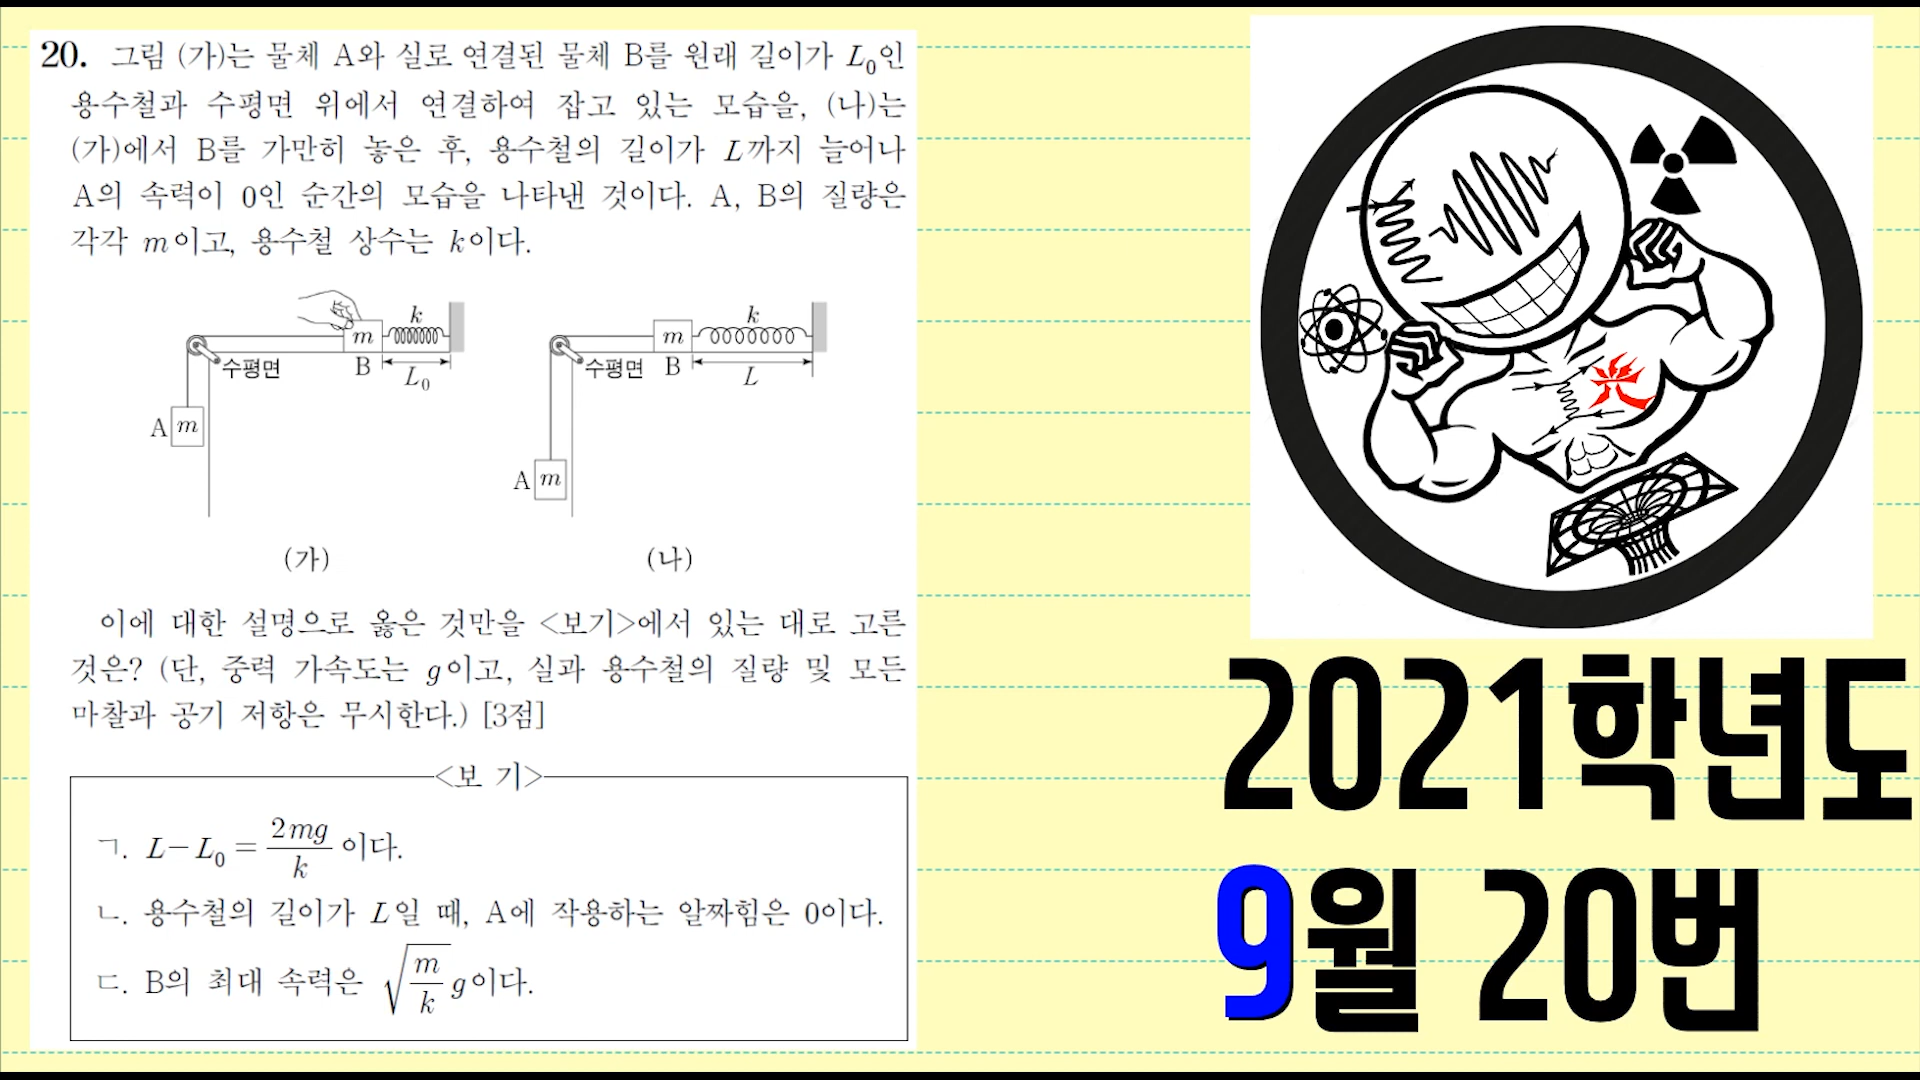 20. 그림 (가)는 물체 A와 실로 연결된 물체 B를 원래 길이가 L₀인
용수철과 수평면 위에서 연결하여 잡고 있는 모습을, (나)는
(가)에서 B를 가만히 놓은 후, 용수철의 길이가 L까지 늘어나
A의 속력이 0인 순간의 모습을 나타낸 것이다. A, B의 질량은
각각 m이고, 용수철 상수는 k이다.
k
m
수평면
B
L₀
A
m
k
m
수평면
B
L
A
m
(가)
(나)
이에 대한 설명으로 옳은 것만을 <보기>에서 있는 대로 고른
것은? (단, 중력 가속도는 g이고, 실과 용수철의 질량 및 모든
마찰과 공기 저항은 무시한다.) [3점]
<보 기>
ㄱ. L-L₀ = 2mg/k 이다.
ㄴ. 용수철의 길이가 L일 때, A에 작용하는 알짜힘은 0이다.
ㄷ. B의 최대 속력은 √(m/k) g이다.
光
2021학년도
9월 20번